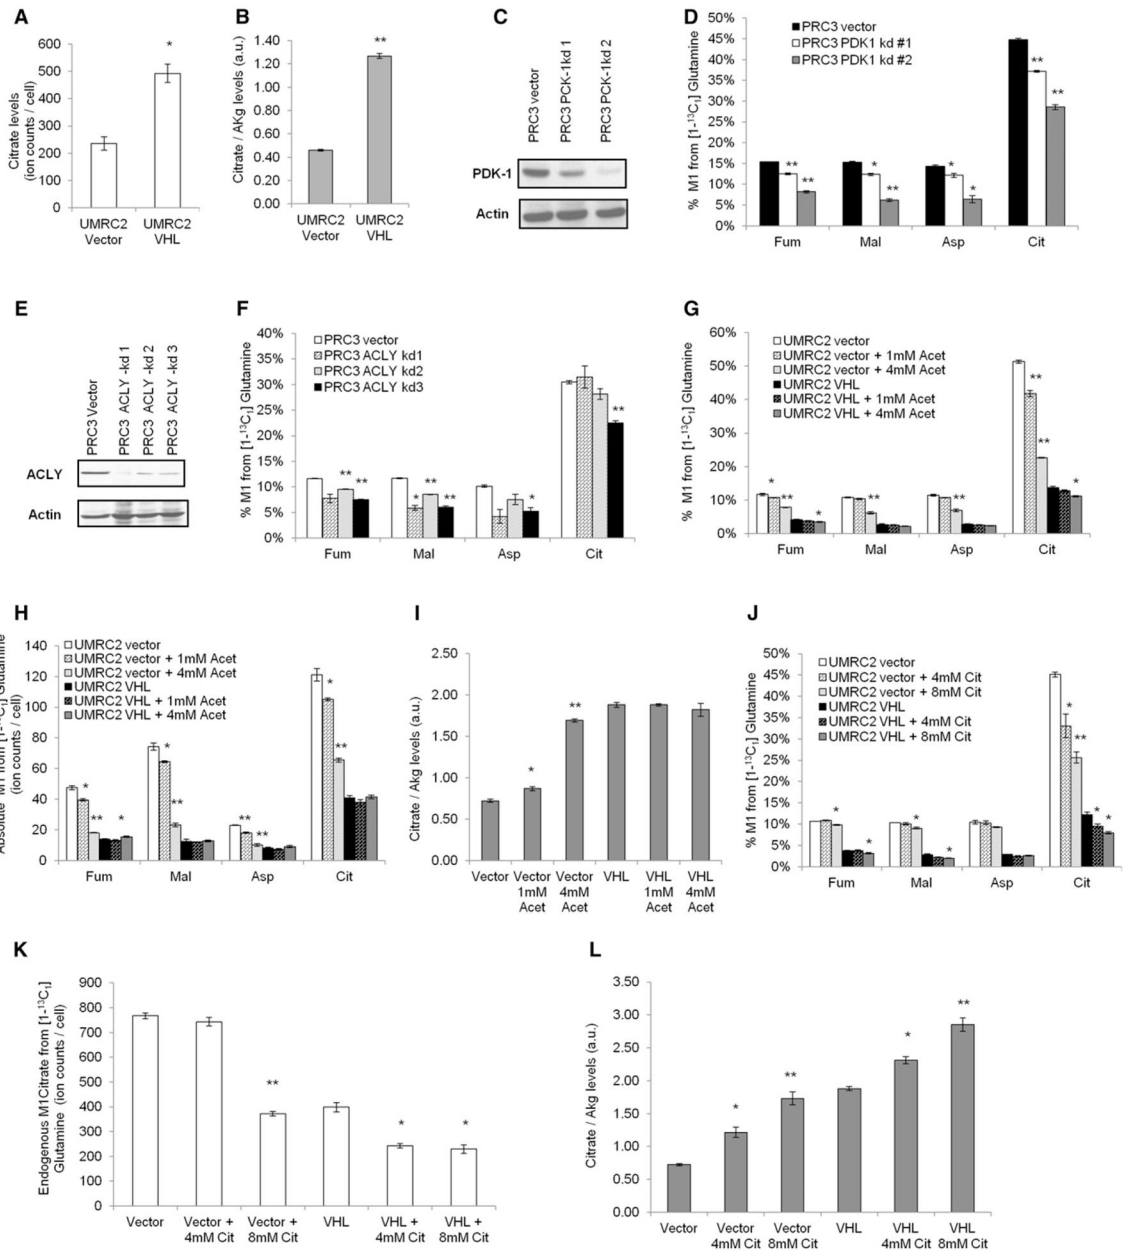 A
Citrate levels
(ion counts / cell)
600
500
400
300
200
100
0
*
UMRC2
Vector
UMRC2
VHL
B
Citrate / AKg levels (a.u.)
1.40
1.20
1.00
0.80
0.60
0.40
0.20
0.00
**
UMRC2
Vector
UMRC2
VHL
C
PRC3 vector
PRC3 PCK-1kd 1
PRC3 PCK-1kd 2
PDK-1
Actin
D
% M1 from [1-¹³C₁] Glutamine
50%
45%
40%
35%
30%
25%
20%
15%
10%
5%
0%
PRC3 vector
PRC3 PDK1 kd #1
PRC3 PDK1 kd #2
** ** * ** * * ** **
Fum Mal Asp Cit
E
PRC3 Vector
PRC3 ACLY -kd 1
PRC3 ACLY -kd 2
PRC3 ACLY -kd 3
ACLY
Actin
F
% M1 from [1-¹³C₁] Glutamine
40%
35%
30%
25%
20%
15%
10%
5%
0%
PRC3 vector
PRC3 ACLY kd1
PRC3 ACLY kd2
PRC3 ACLY kd3
** ** * ** ** * **
Fum Mal Asp Cit
G
% M1 from [1-¹³C₁] Glutamine
60%
50%
40%
30%
20%
10%
0%
UMRC2 vector
UMRC2 vector + 1mM Acet
UMRC2 vector + 4mM Acet
UMRC2 VHL
UMRC2 VHL + 1mM Acet
UMRC2 VHL + 4mM Acet
* ** * ** ** ** ** *
Fum Mal Asp Cit
H
Absolute M1 from [1-¹³C₁] Glutamine
(ion counts / cell)
140
120
100
80
60
40
20
0
UMRC2 vector
UMRC2 vector + 1mM Acet
UMRC2 vector + 4mM Acet
UMRC2 VHL
UMRC2 VHL + 1mM Acet
UMRC2 VHL + 4mM Acet
* ** * * ** ** ** * **
Fum Mal Asp Cit
I
Citrate / Akg levels (a.u.)
2.50
2.00
1.50
1.00
0.50
0.00
* **
Vector Vector VHL VHL VHL
1mM 4mM
Acet
J
% M1 from [1-¹³C₁] Glutamine
50%
45%
40%
35%
30%
25%
20%
15%
10%
5%
0%
UMRC2 vector
UMRC2 vector + 4mM Cit
UMRC2 vector + 8mM Cit
UMRC2 VHL
UMRC2 VHL + 4mM Cit
UMRC2 VHL + 8mM Cit
* * * * * ** * *
Fum Mal Asp Cit
K
Endogenous M1Citrate from [1-¹³C₁]
Glutamine (ion counts / cell)
900
800
700
600
500
400
300
200
100
0
** * *
Vector Vector + Vector + VHL VHL + VHL +
4mM Cit 8mM Cit 4mM Cit 8mM Cit
L
Citrate / Akg levels (a.u.)
3.50
3.00
2.50
2.00
1.50
1.00
0.50
0.00
* ** * **
Vector Vector Vector VHL VHL VHL
4mM Cit 8mM Cit 4mM Cit 8mM Cit